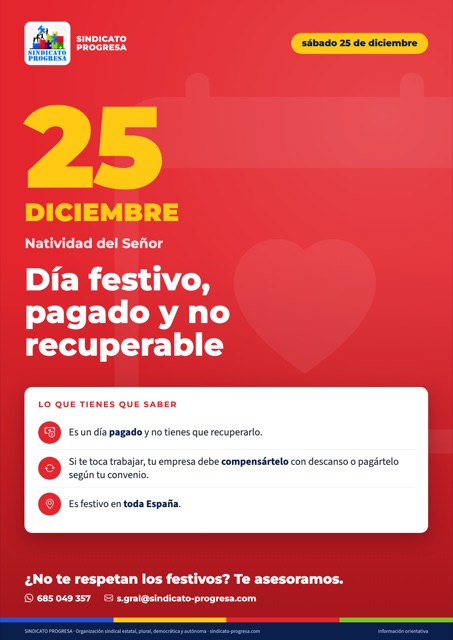 SINDICATO
PROGRESA
SINDICATO
PROGRESA
sábado 25 de diciembre
25
DICIEMBRE
Natividad del Señor
Día festivo,
pagado y no
recuperable
LO QUE TIENES QUE SABER
Es un día pagado y no tienes que recuperarlo.
Si te toca trabajar, tu empresa debe compensártelo con descanso o pagártelo
según tu convenio.
Es festivo en toda España.
¿No te respetan los festivos? Te asesoramos.
685 049 357 s.gral@sindicato-progresa.com
SINDICATO PROGRESA · Organización sindical estatal, plural, democrática y autónoma · sindicato-progresa.com
Información orientativa